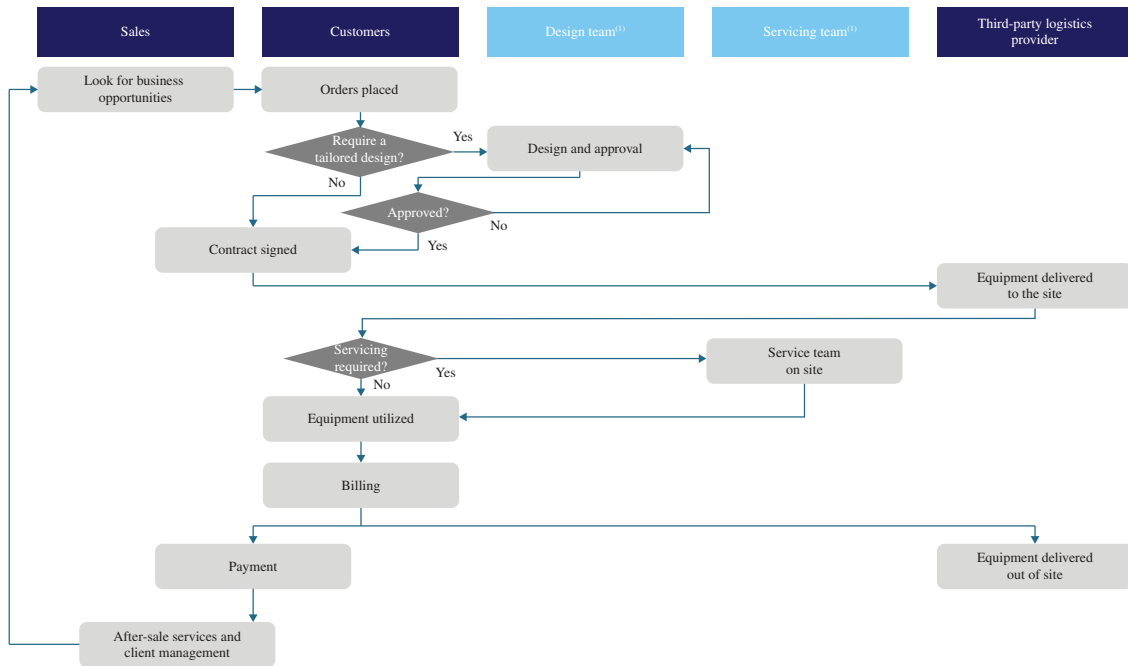 Sales
Customers
Design team(1)
Servicing team(1)
Third-party logistics
provider
Look for business
opportunities
Orders placed
Require a
tailored design?
Yes
No
Design and approval
Approved?
No
Yes
Contract signed
Equipment delivered
to the site
Servicing
required?
Yes
No
Service team
on site
Equipment utilized
Billing
Payment
Equipment delivered
out of site
After-sale services and
client management